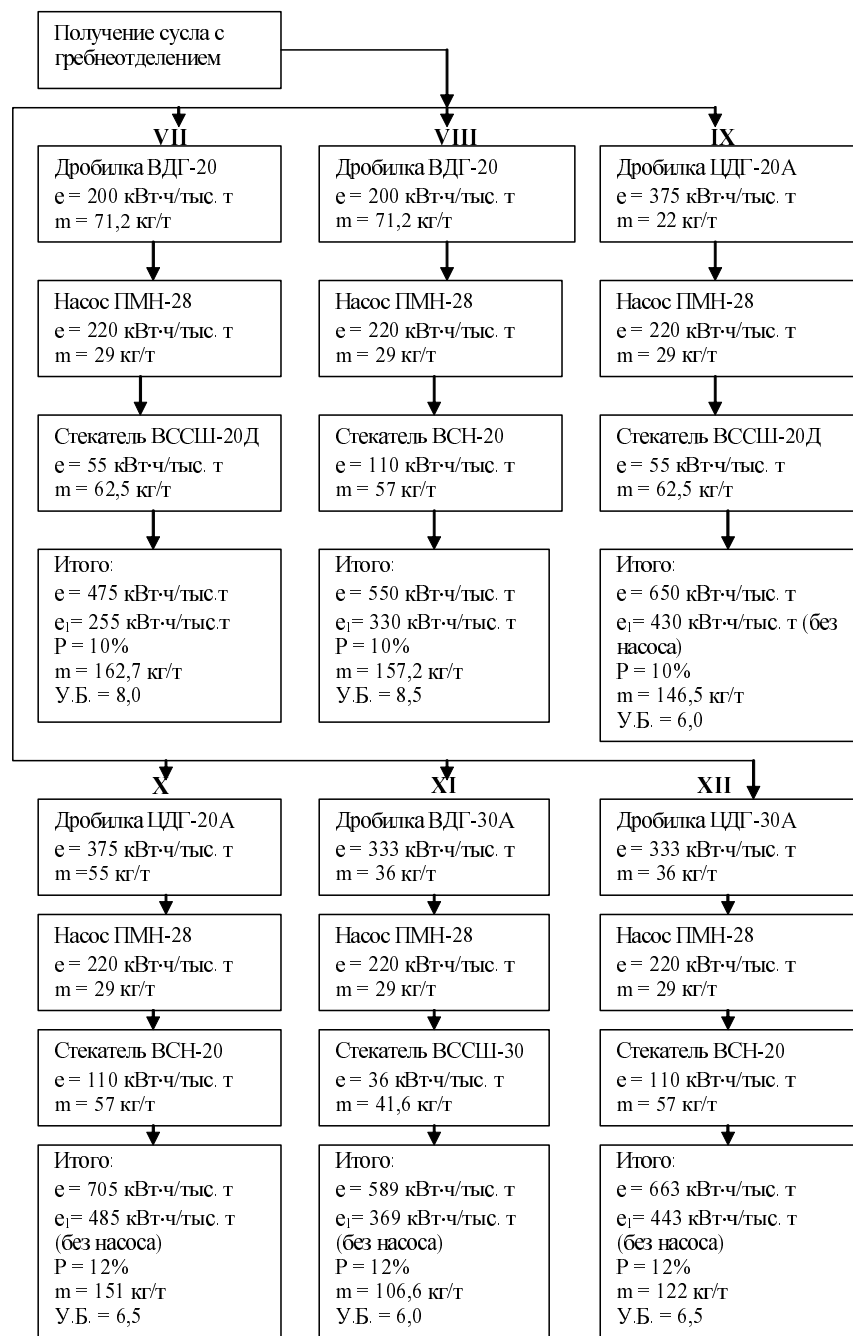 Получение сусла с
гребнеотделением
VII
Дробилка ВДГ-20
e = 200 кВт·ч/тыс. т
m = 71,2 кг/т
Насос ПМН-28
e = 220 кВт·ч/тыс. т
m = 29 кг/т
Стекатель ВССШ-20Д
e = 55 кВт·ч/тыс. т
m = 62,5 кг/т
Итого:
e = 475 кВт·ч/тыс.т
e₁= 255 кВт·ч/тыс.т
P = 10%
m = 162,7 кг/т
У.Б. = 8,0
VIII
Дробилка ВДГ-20
e = 200 кВт·ч/тыс. т
m = 71,2 кг/т
Насос ПМН-28
e = 220 кВт·ч/тыс. т
m = 29 кг/т
Стекатель ВСН-20
e = 110 кВт·ч/тыс. т
m = 57 кг/т
Итого:
e = 550 кВт·ч/тыс. т
e₁= 330 кВт·ч/тыс. т
P = 10%
m = 157,2 кг/т
У.Б. = 8,5
IX
Дробилка ЦДГ-20А
e = 375 кВт·ч/тыс. т
m = 22 кг/т
Насос ПМН-28
e = 220 кВт·ч/тыс. т
m = 29 кг/т
Стекатель ВССШ-20Д
e = 55 кВт·ч/тыс. т
m = 62,5 кг/т
Итого:
e = 650 кВт·ч/тыс. т
e₁= 430 кВт·ч/тыс. т (без
насоса)
P = 10%
m = 146,5 кг/т
У.Б. = 6,0
X
Дробилка ЦДГ-20А
e = 375 кВт·ч/тыс. т
m =55 кг/т
Насос ПМН-28
e = 220 кВт·ч/тыс. т
m = 29 кг/т
Стекатель ВСН-20
e = 110 кВт·ч/тыс. т
m = 57 кг/т
Итого:
e = 705 кВт·ч/тыс. т
e₁= 485 кВт·ч/тыс. т
(без насоса)
P = 12%
m = 151 кг/т
У.Б. = 6,5
XI
Дробилка ВДГ-30А
e = 333 кВт·ч/тыс. т
m = 36 кг/т
Насос ПМН-28
e = 220 кВт·ч/тыс. т
m = 29 кг/т
Стекатель ВССШ-30
e = 36 кВт·ч/тыс. т
m = 41,6 кг/т
Итого:
e = 589 кВт·ч/тыс. т
e₁= 369 кВт·ч/тыс. т
(без насоса)
P = 12%
m = 106,6 кг/т
У.Б. = 6,0
XII
Дробилка ЦДГ-30А
e = 333 кВт·ч/тыс. т
m = 36 кг/т
Насос ПМН-28
e = 220 кВт·ч/тыс. т
m = 29 кг/т
Стекатель ВСН-20
e = 110 кВт·ч/тыс. т
m = 57 кг/т
Итого:
e = 663 кВт·ч/тыс. т
e₁= 443 кВт·ч/тыс. т
(без насоса)
P = 12%
m = 122 кг/т
У.Б. = 6,5